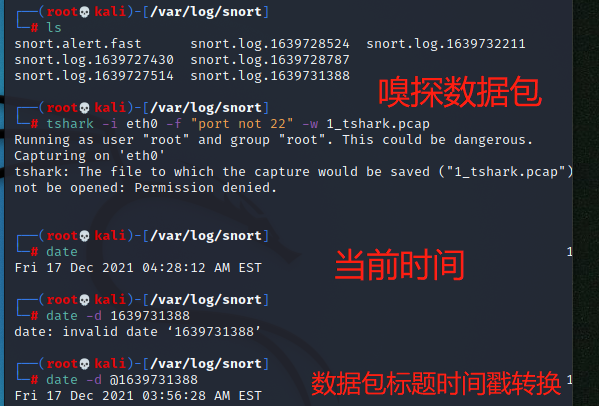 ┌──(root💀kali)-[/var/log/snort]
└─# ls
snort.alert.fast snort.log.1639728524 snort.log.1639732211
snort.log.1639727430 snort.log.1639728787
snort.log.1639727514 snort.log.1639731388
嗅探数据包
┌──(root💀kali)-[/var/log/snort]
└─# tshark -i eth0 -f "port not 22" -w 1_tshark.pcap
Running as user "root" and group "root". This could be dangerous.
Capturing on 'eth0'
tshark: The file to which the capture would be saved ("1_tshark.pcap")
not be opened: Permission denied.
┌──(root💀kali)-[/var/log/snort]
└─# date 1
Fri 17 Dec 2021 04:28:12 AM EST
当前时间
┌──(root💀kali)-[/var/log/snort]
└─# date -d 1639731388
date: invalid date ‘1639731388’
┌──(root💀kali)-[/var/log/snort]
└─# date -d @1639731388 1
Fri 17 Dec 2021 03:56:28 AM EST
数据包标题时间戳转换